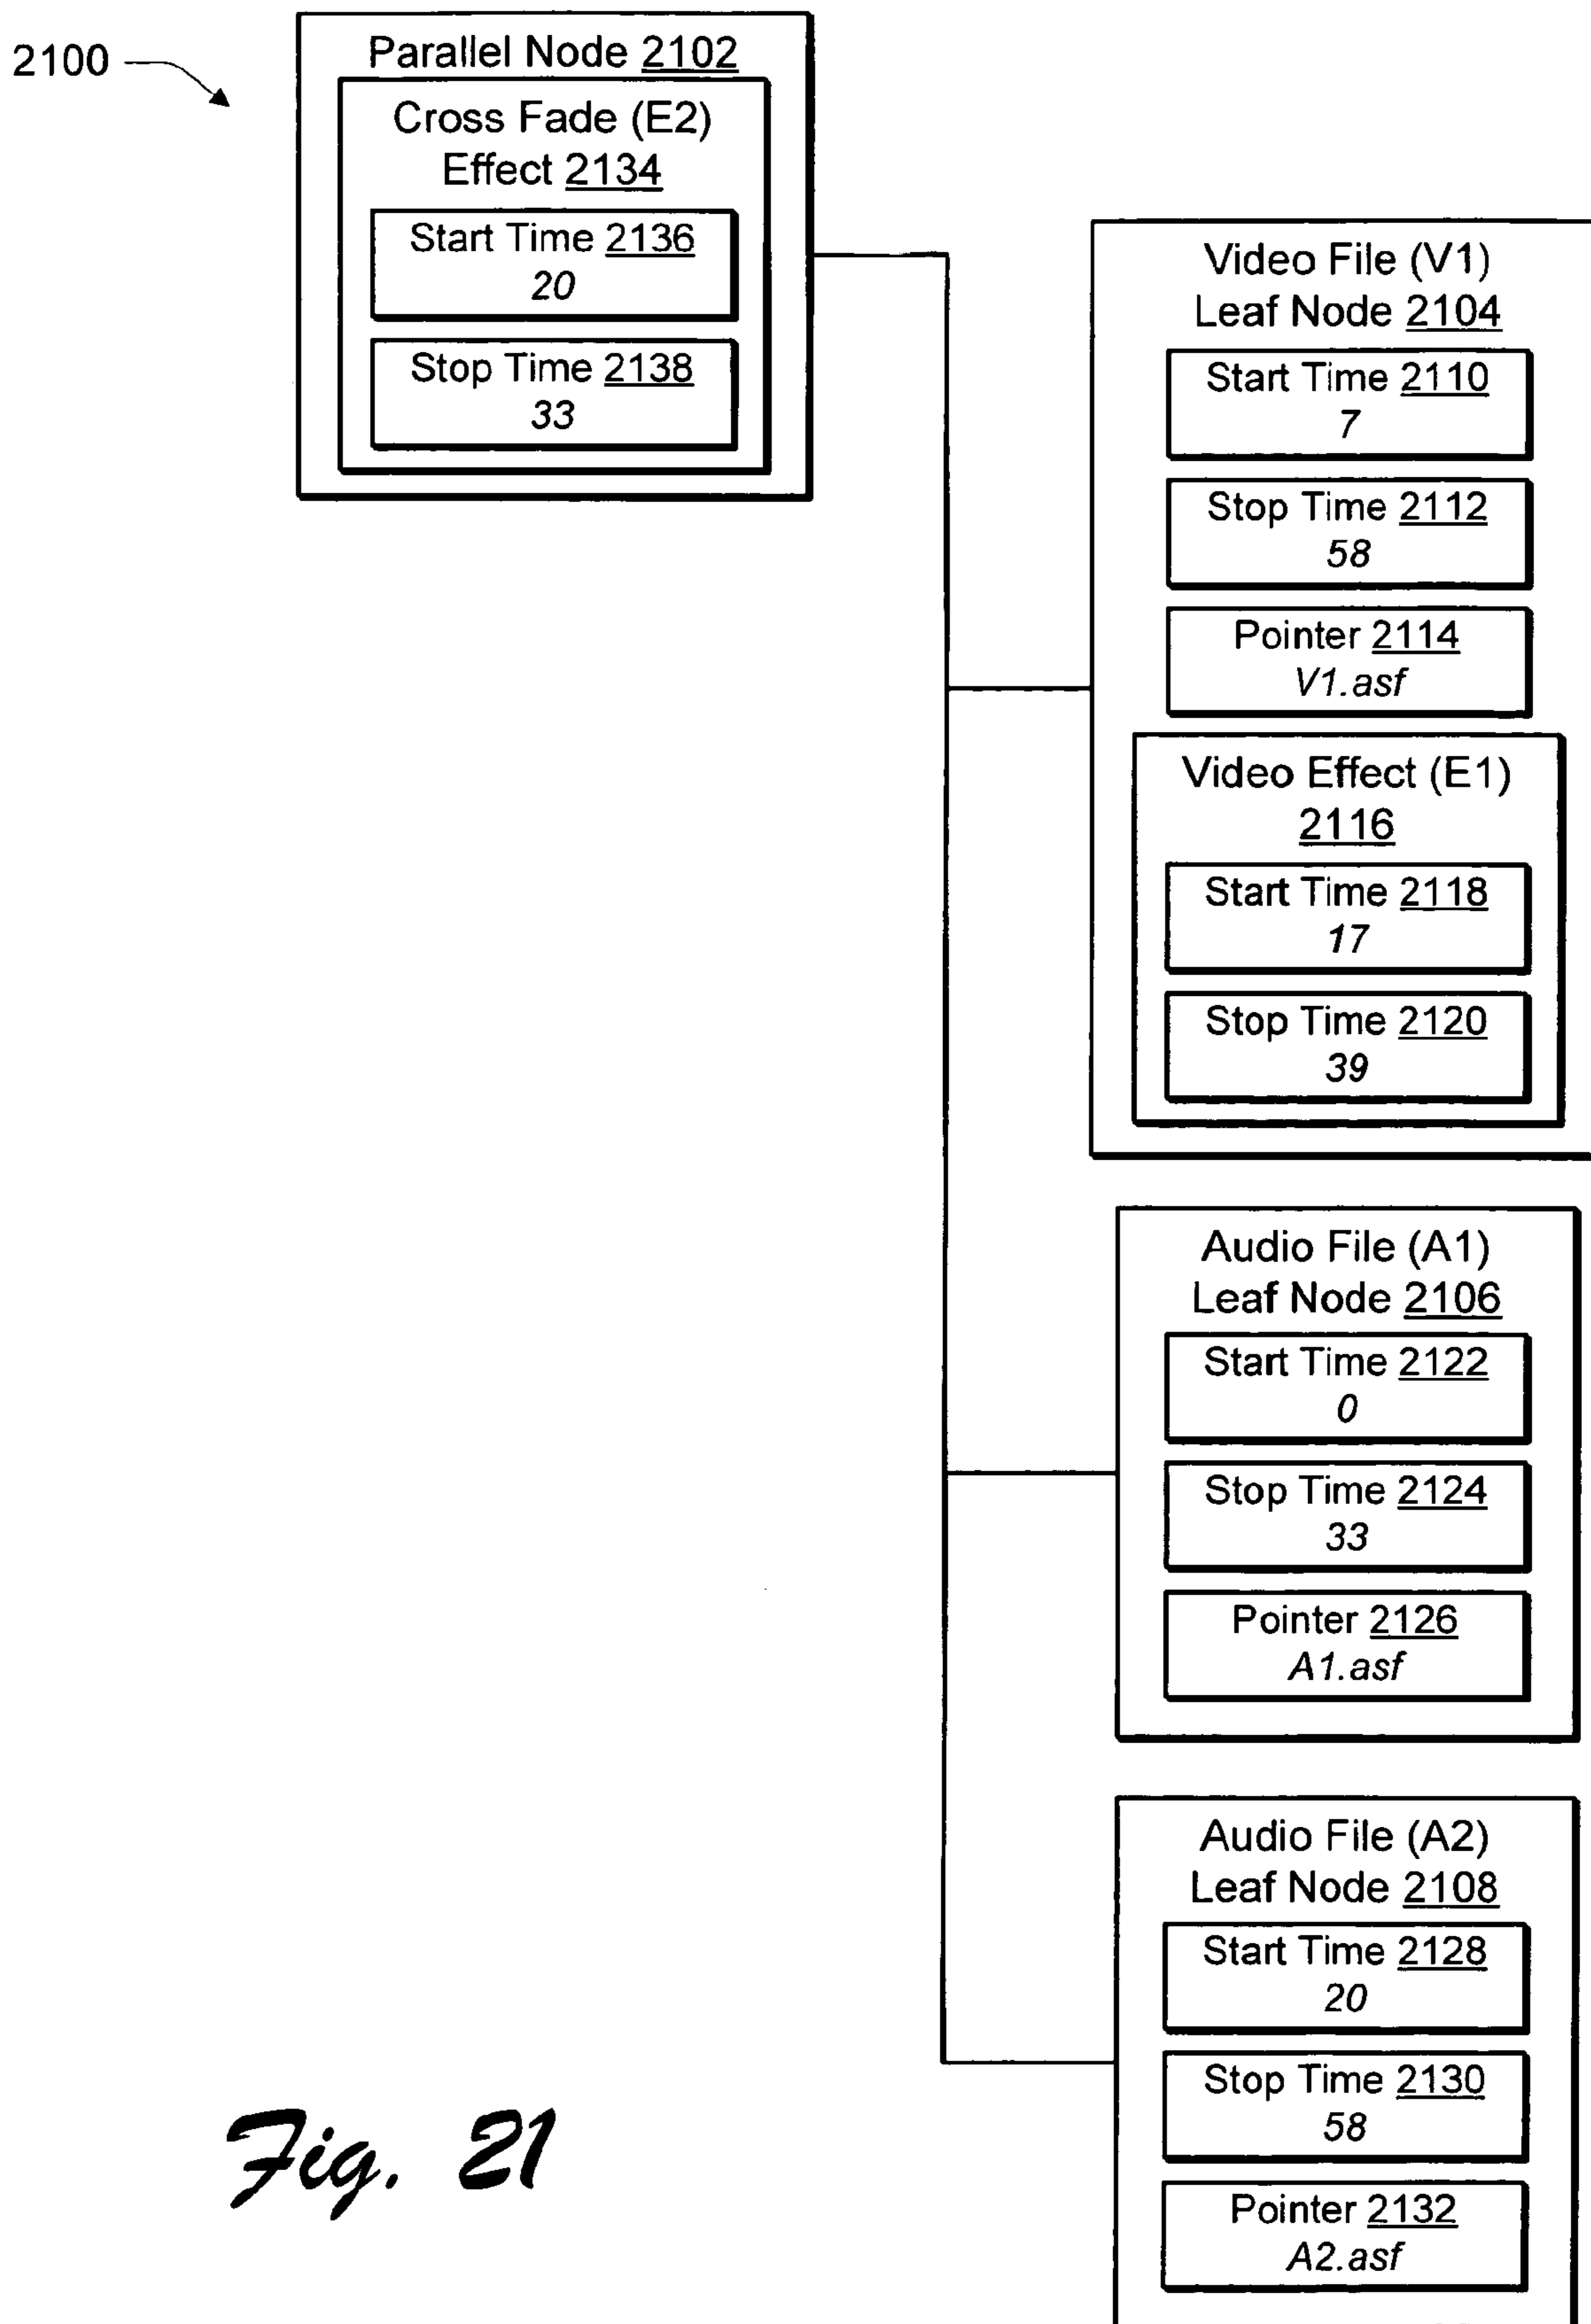 2100
Parallel Node 2102
Cross Fade (E2)
Effect 2134
Start Time 2136
20
Stop Time 2138
33
Video File (V1)
Leaf Node 2104
Start Time 2110
7
Stop Time 2112
58
Pointer 2114
V1.asf
Video Effect (E1)
2116
Start Time 2118
17
Stop Time 2120
39
Audio File (A1)
Leaf Node 2106
Start Time 2122
0
Stop Time 2124
33
Pointer 2126
A1.asf
Audio File (A2)
Leaf Node 2108
Start Time 2128
20
Stop Time 2130
58
Pointer 2132
A2.asf
Fig. 21